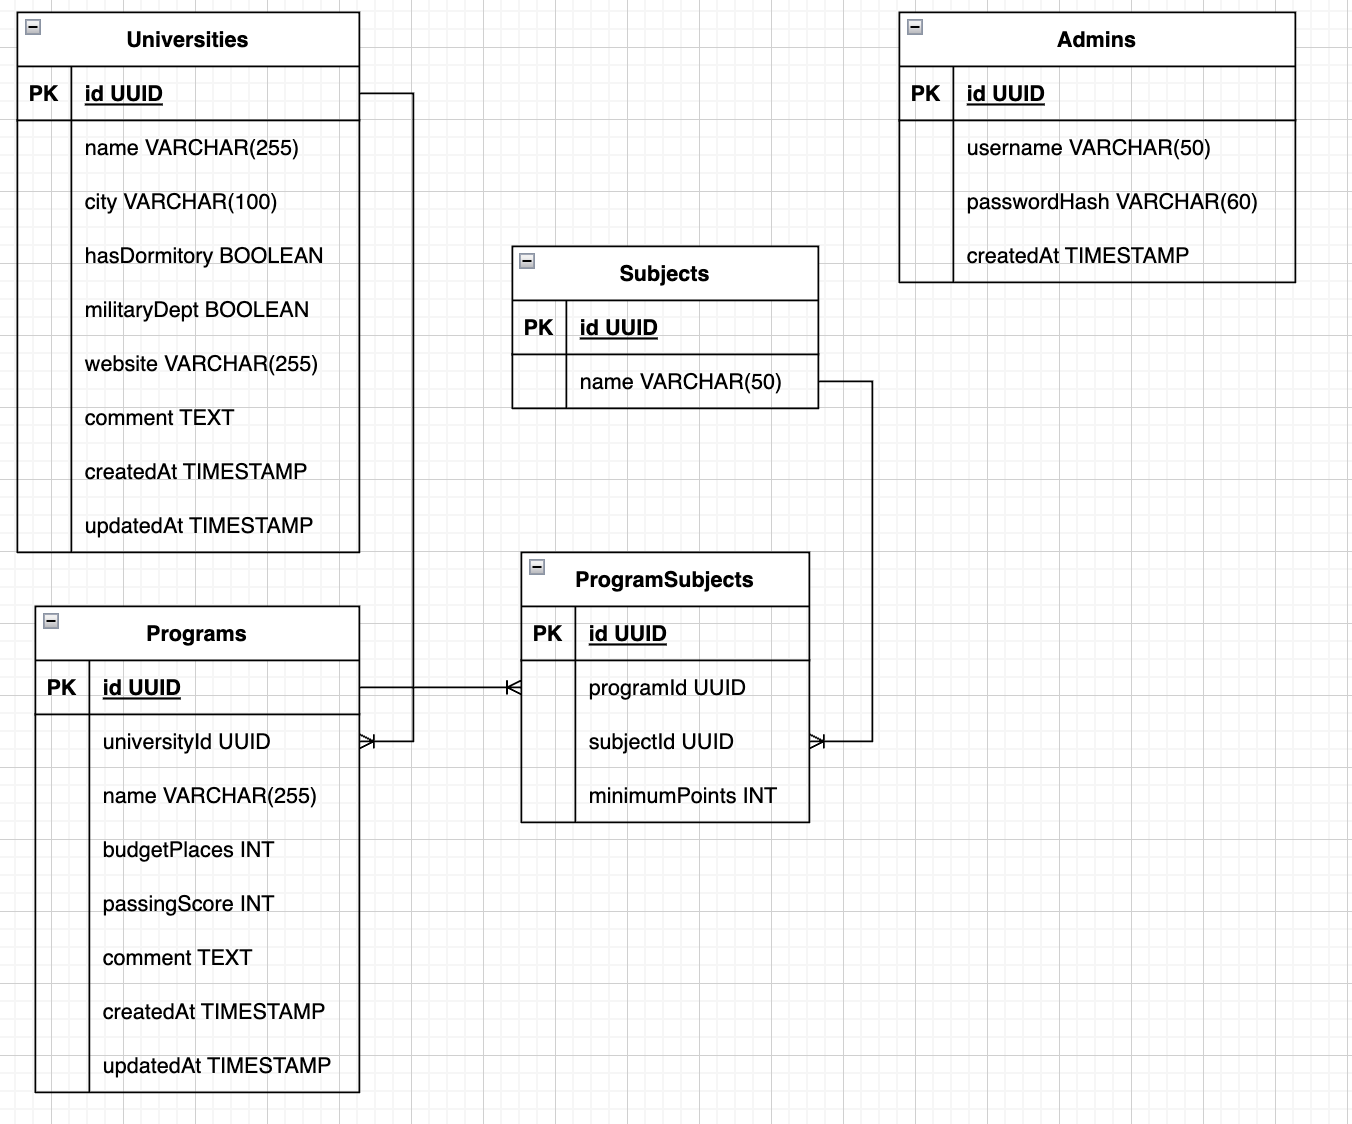 Universities
PK id UUID
name VARCHAR(255)
city VARCHAR(100)
hasDormitory BOOLEAN
militaryDept BOOLEAN
website VARCHAR(255)
comment TEXT
createdAt TIMESTAMP
updatedAt TIMESTAMP
Admins
PK id UUID
username VARCHAR(50)
passwordHash VARCHAR(60)
createdAt TIMESTAMP
Subjects
PK id UUID
name VARCHAR(50)
ProgramSubjects
PK id UUID
programId UUID
subjectId UUID
minimumPoints INT
Programs
PK id UUID
universityId UUID
name VARCHAR(255)
budgetPlaces INT
passingScore INT
comment TEXT
createdAt TIMESTAMP
updatedAt TIMESTAMP